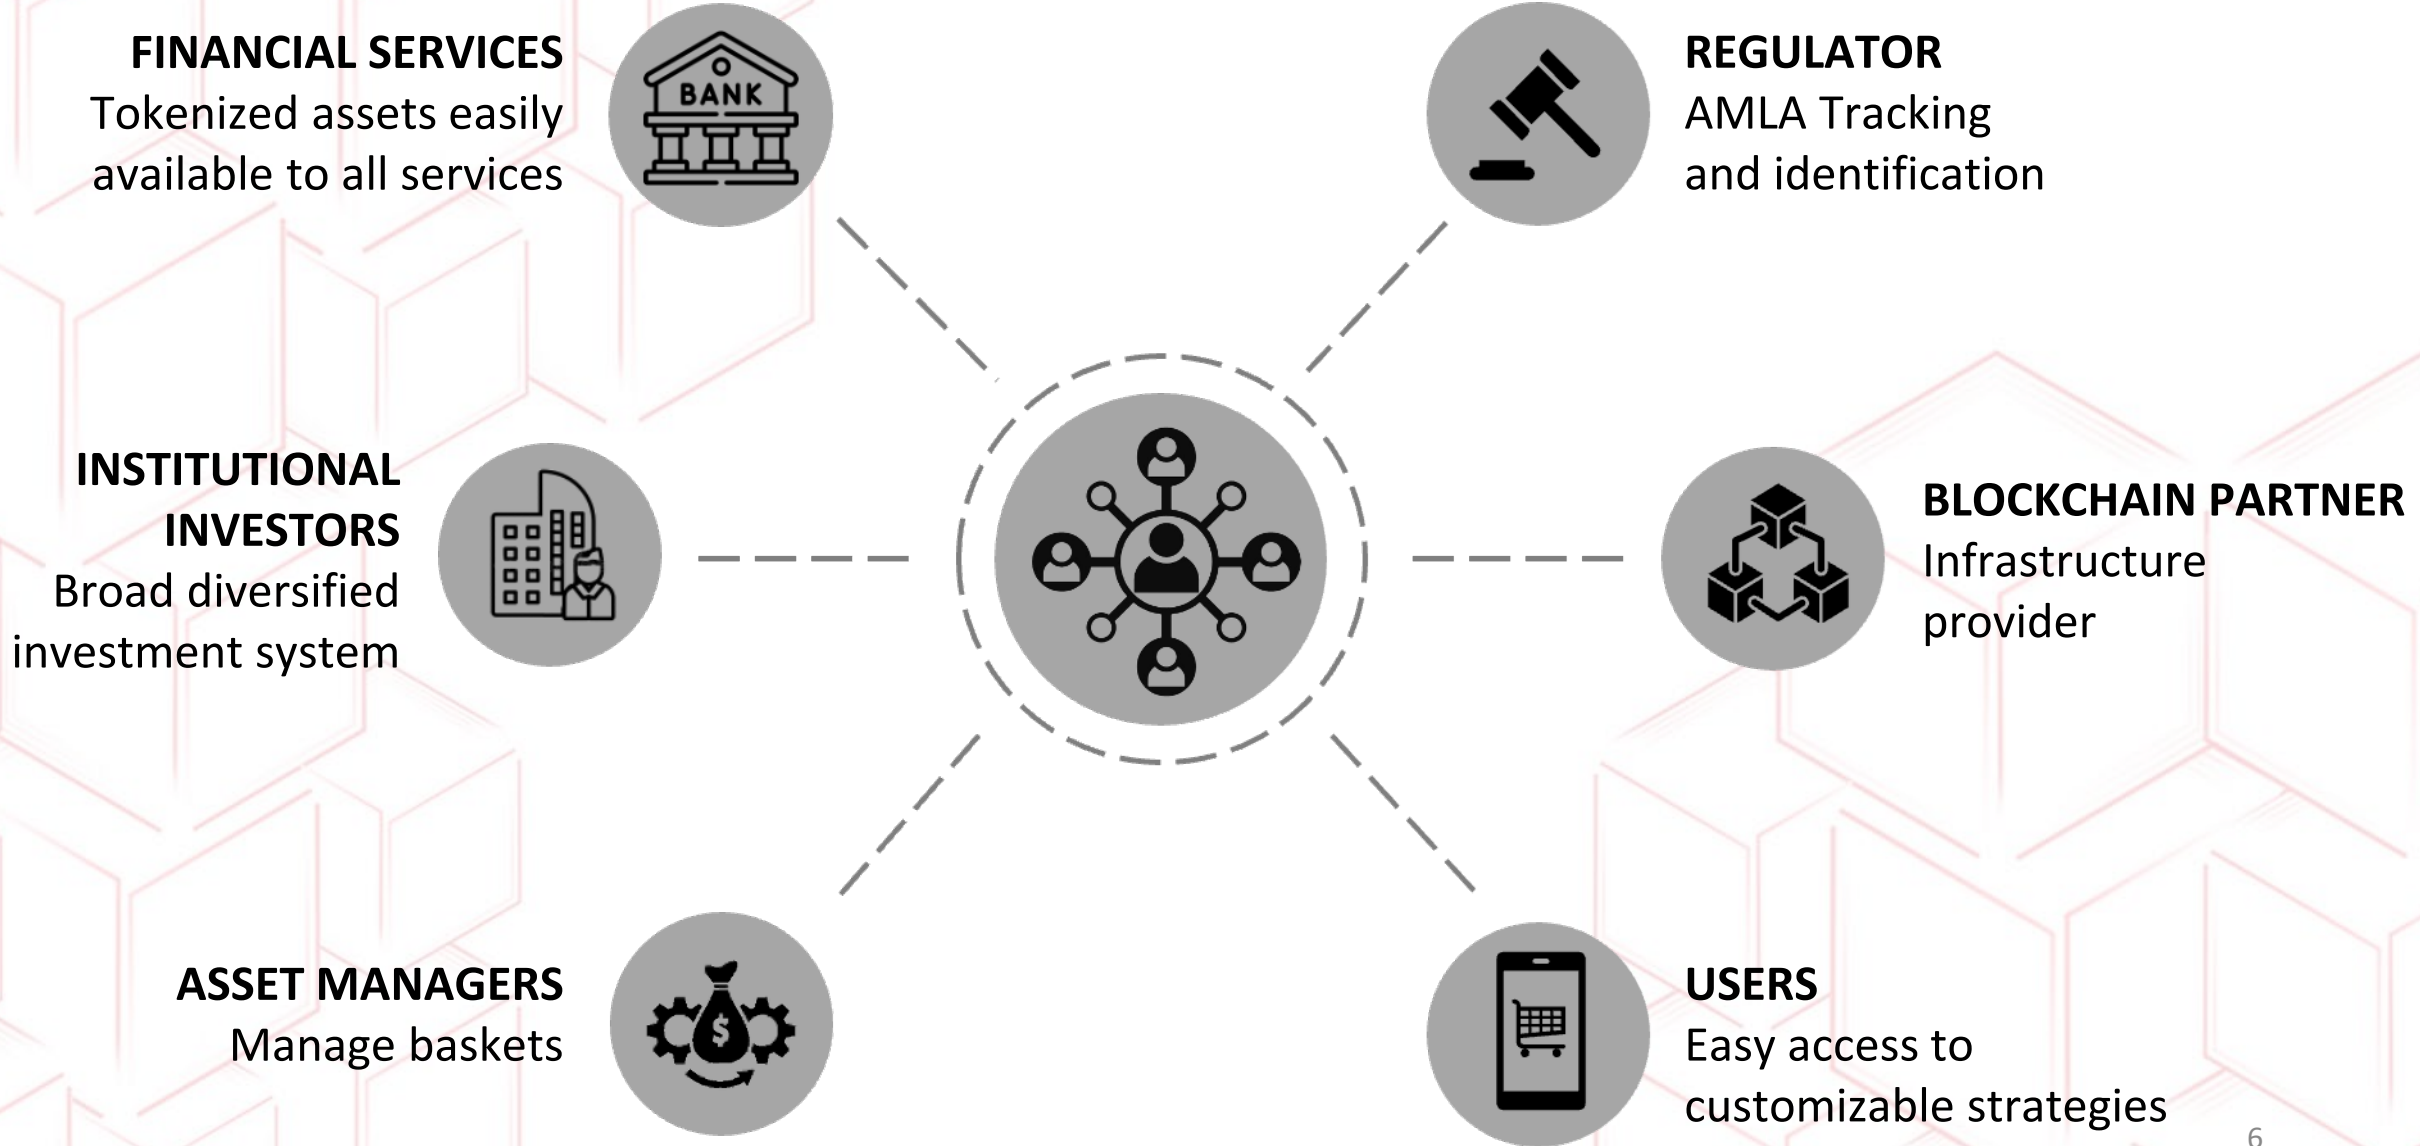 FINANCIAL SERVICES
Tokenized assets easily
available to all services
BANK
REGULATOR
AMLA Tracking
and identification
INSTITUTIONAL
INVESTORS
Broad diversified
investment system
BLOCKCHAIN PARTNER
Infrastructure
provider
ASSET MANAGERS
Manage baskets
$
USERS
Easy access to
customizable strategies
6